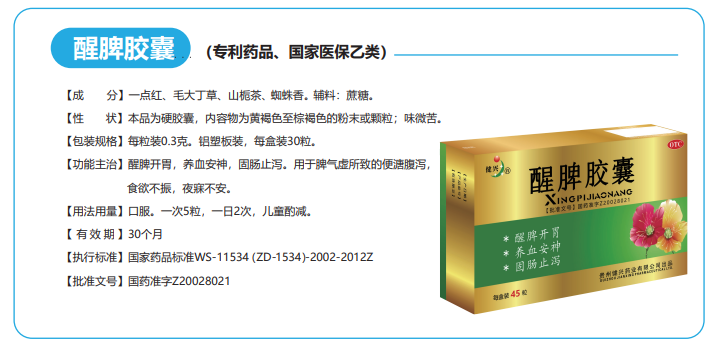 醒脾胶囊 （专利药品、国家医保乙类）
【成　　分】一点红、毛大丁草、山栀茶、蜘蛛香。辅料：蔗糖。
【性　　状】本品为硬胶囊，内容物为黄褐色至棕褐色的粉末或颗粒；味微苦。
【包装规格】每粒装0.3克。铝塑板装，每盒装30粒。
【功能主治】醒脾开胃，养血安神，固肠止泻。用于脾气虚所致的便溏腹泻，
食欲不振，夜寐不安。
【用法用量】口服。一次5粒，一日2次，儿童酌减。
【 有 效 期 】30个月
【执行标准】国家药品标准WS-11534 (ZD-1534)-2002-2012Z
【批准文号】国药准字Z20028021
健兴®
OTC
醒脾胶囊
XINGPIJIAONANG
【批准文号】国药准字Z20028021
* 醒脾开胃
* 养血安神
* 固肠止泻
贵州健兴药业有限公司出品
每盒装 45 粒